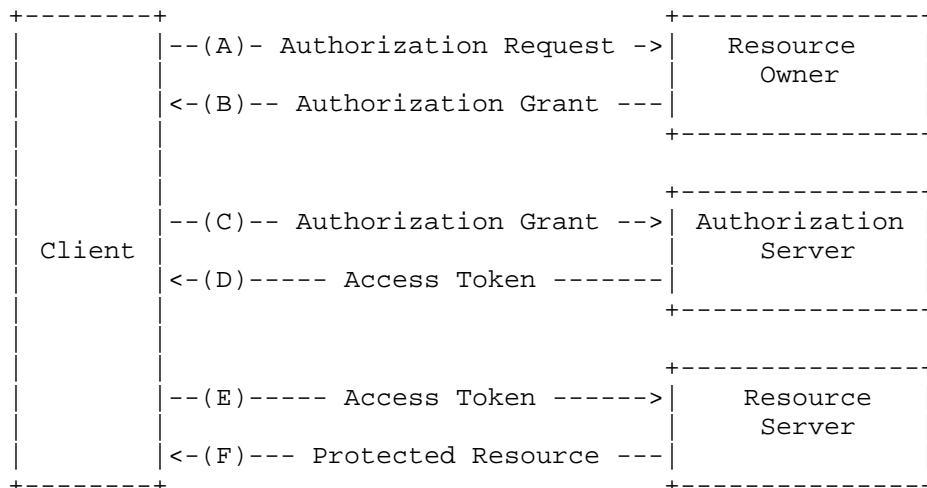 +--------+                               +---------------
|        |--(A)- Authorization Request ->|   Resource
|        |                               |     Owner
|        |<-(B)-- Authorization Grant ---|
|        |                               +---------------
|        |
|        |                               +---------------
|        |--(C)-- Authorization Grant -->| Authorization
| Client |                               |     Server
|        |<-(D)----- Access Token -------|
|        |                               +---------------
|        |
|        |                               +---------------
|        |--(E)----- Access Token ------>|    Resource
|        |                               |     Server
|        |<-(F)--- Protected Resource ---|
+--------+                               +---------------